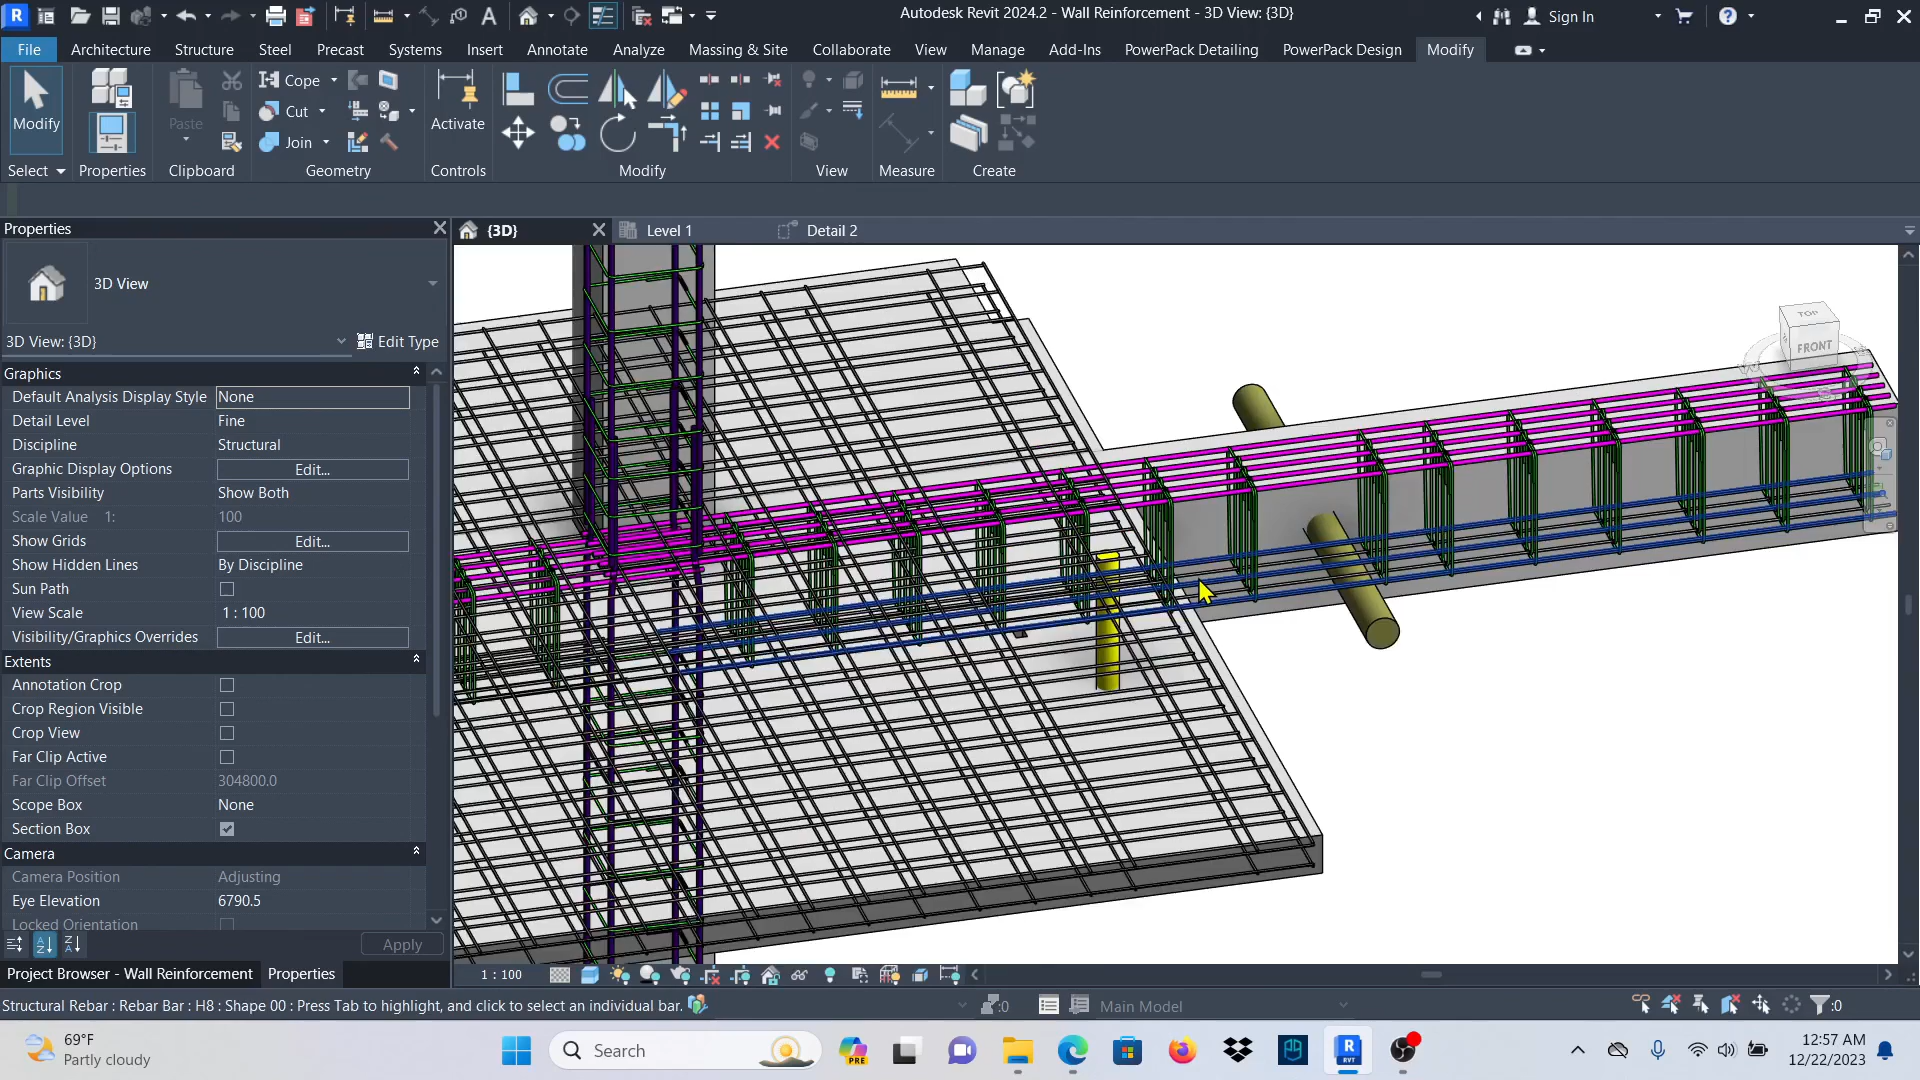 Autodesk Revit 2024.2 - Wall Reinforcement - 3D View: {3D}
Sign In
File Architecture Structure Steel Precast Systems Insert Annotate Analyze Massing & Site Collaborate View Manage Add-Ins PowerPack Detailing PowerPack Design Modify
Modify
Paste
Cope
Cut
Join
Activate
Select Properties Clipboard Geometry Controls Modify View Measure Create
Properties
{3D} Level 1 Detail 2
3D View
3D View: {3D} Edit Type
Graphics
Default Analysis Display Style None
Detail Level Fine
Discipline Structural
Graphic Display Options Edit...
Parts Visibility Show Both
Scale Value 1: 100
Show Grids Edit...
Show Hidden Lines By Discipline
Sun Path
View Scale 1 : 100
Visibility/Graphics Overrides Edit...
Extents
Annotation Crop
Crop Region Visible
Crop View
Far Clip Active
Far Clip Offset 304800.0
Scope Box None
Section Box
Camera
Camera Position Adjusting
Eye Elevation 6790.5
Locked Orientation
Apply
TOP
FRONT
Project Browser - Wall Reinforcement Properties
1 : 100
Structural Rebar : Rebar Bar : H8 : Shape 00 : Press Tab to highlight, and click to select an individual bar.
:0
Main Model
:0
69°F
Partly cloudy
Search
PRE
RVT
12:57 AM
12/22/2023